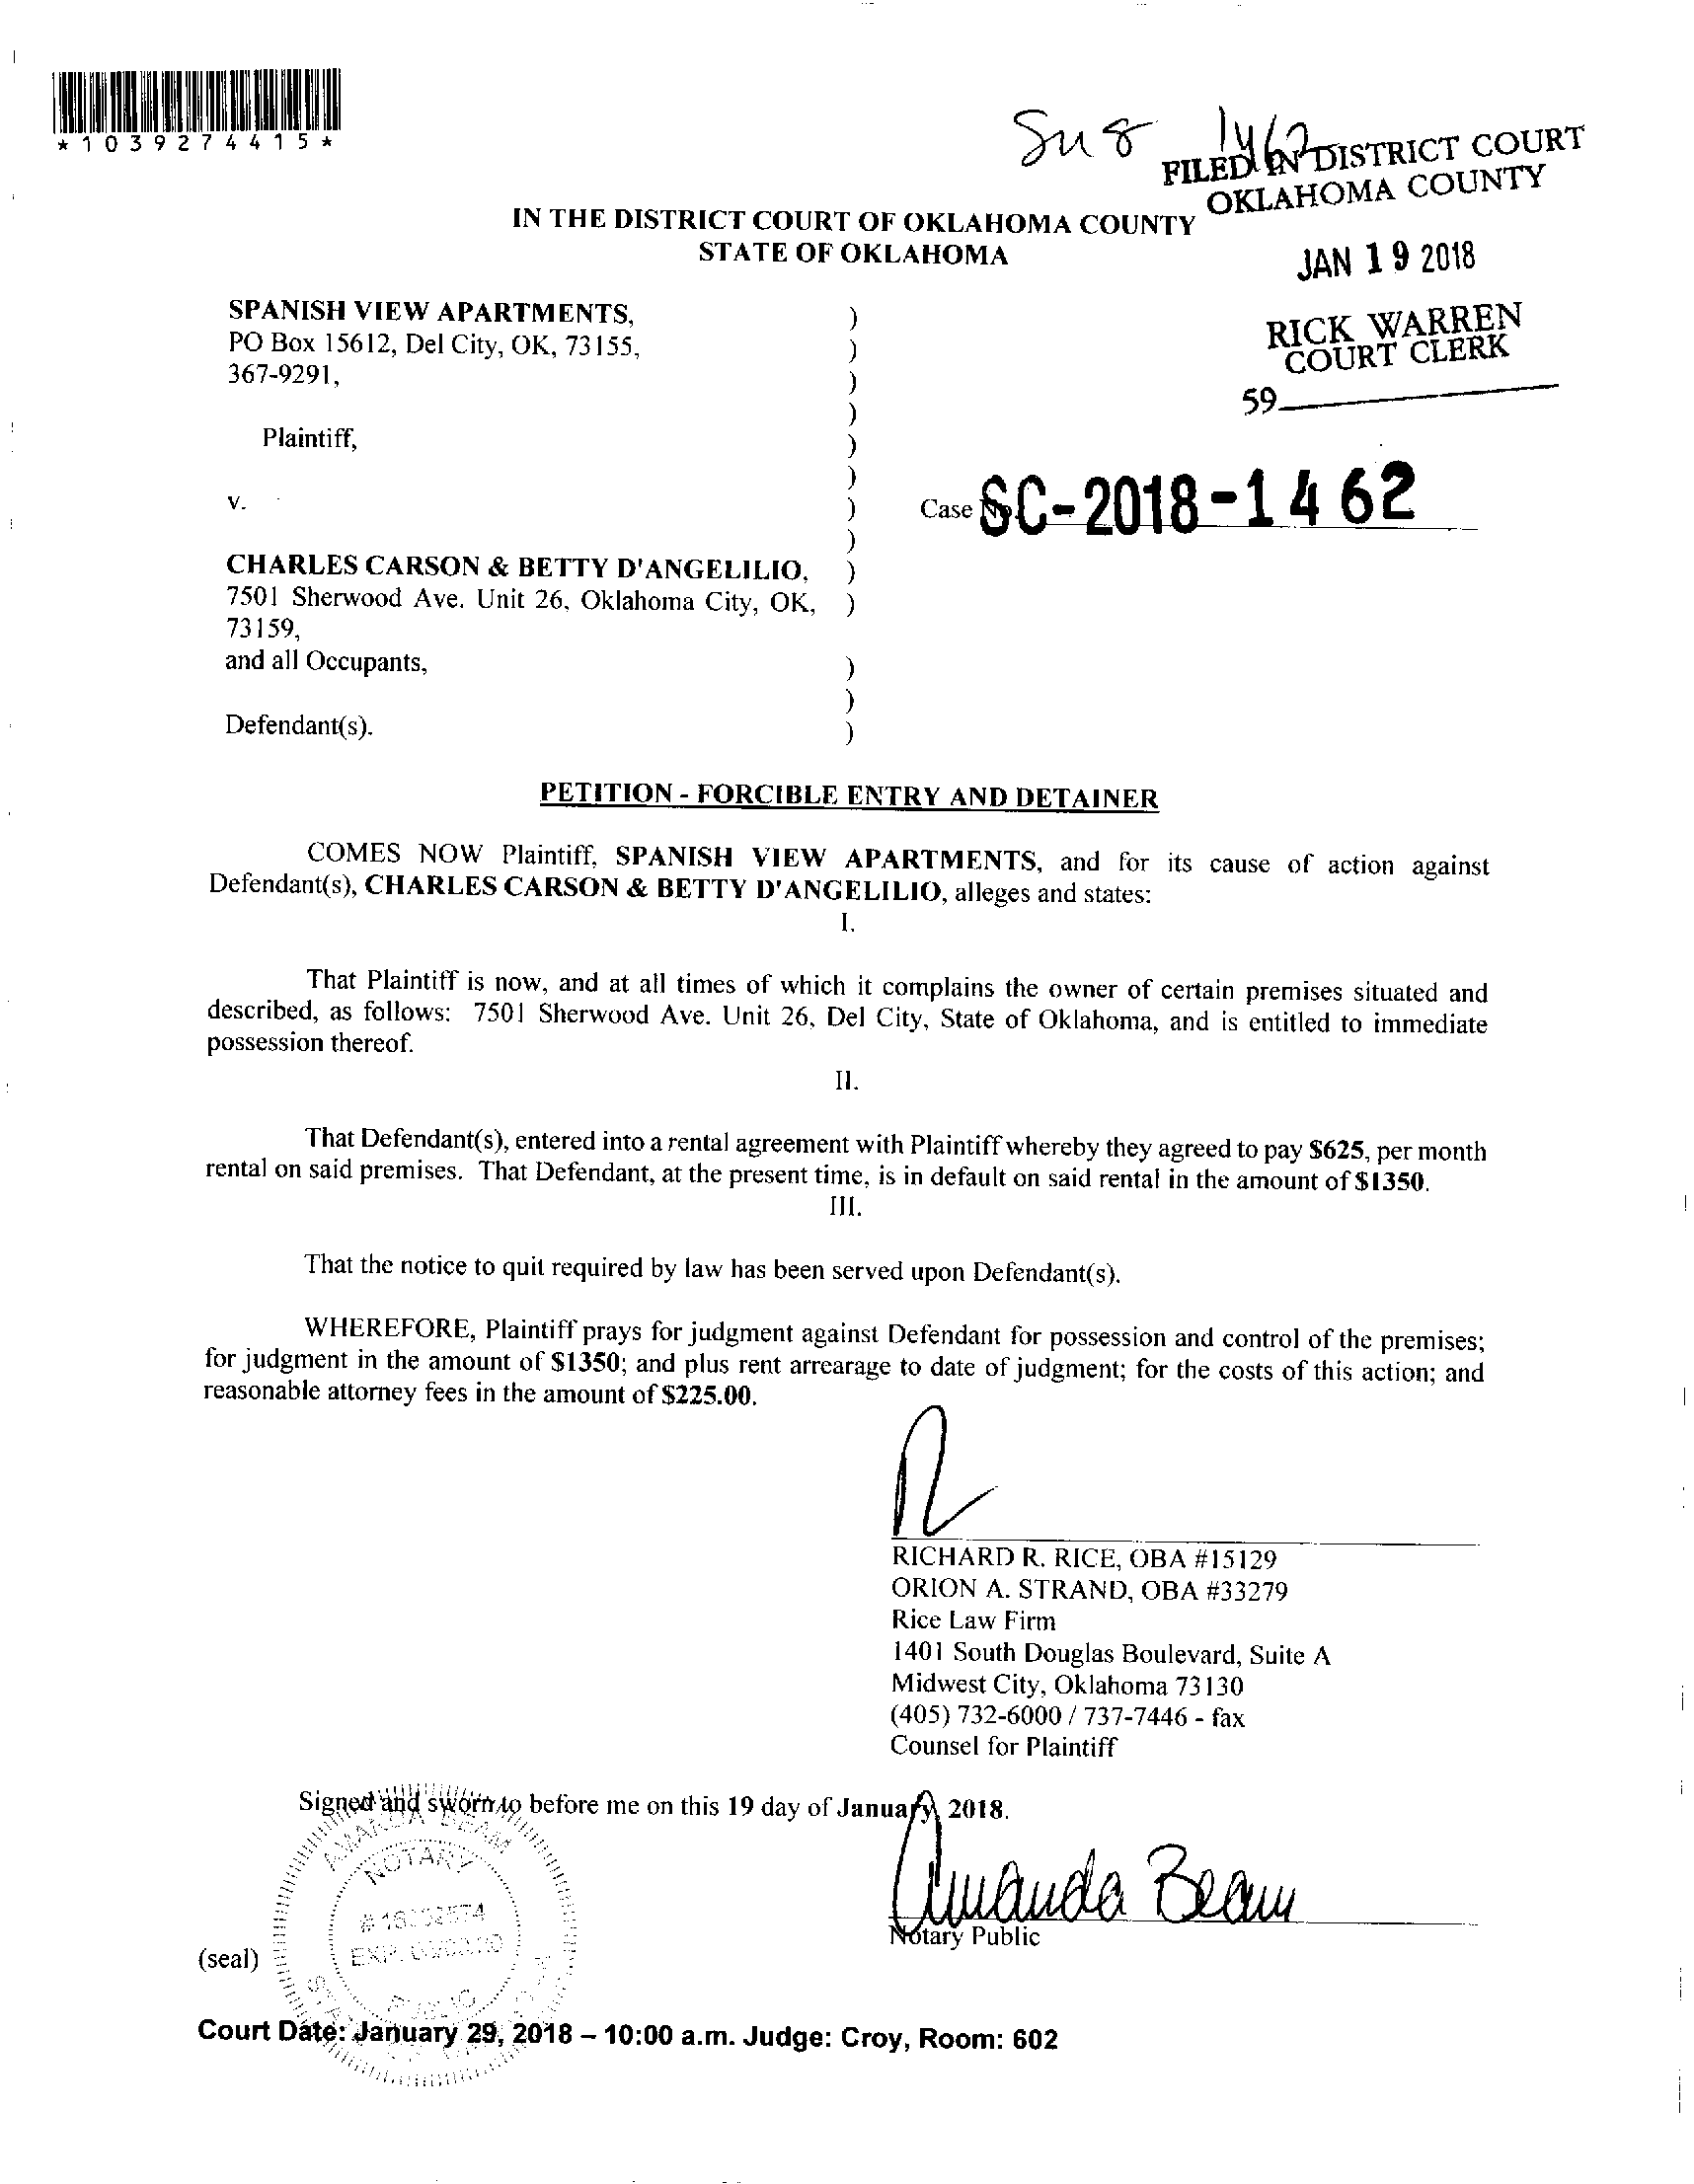 *1039274415*
1462
FILED IN DISTRICT COURT
OKLAHOMA COUNTY
IN THE DISTRICT COURT OF OKLAHOMA COUNTY
STATE OF OKLAHOMA
JAN 19 2018
RICK WARREN
COURT CLERK
59
SPANISH VIEW APARTMENTS, )
PO Box 15612, Del City, OK, 73155, )
367-9291, )
)
Plaintiff, )
)
v. ) Case No. SC-2018-1462
)
CHARLES CARSON & BETTY D'ANGELILIO, )
7501 Sherwood Ave. Unit 26, Oklahoma City, OK, )
73159,
and all Occupants, )
)
Defendant(s). )
PETITION - FORCIBLE ENTRY AND DETAINER
COMES NOW Plaintiff, SPANISH VIEW APARTMENTS, and for its cause of action against
Defendant(s), CHARLES CARSON & BETTY D'ANGELILIO, alleges and states:
I.
That Plaintiff is now, and at all times of which it complains the owner of certain premises situated and
described, as follows: 7501 Sherwood Ave. Unit 26, Del City, State of Oklahoma, and is entitled to immediate
possession thereof.
II.
That Defendant(s), entered into a rental agreement with Plaintiff whereby they agreed to pay $625, per month
rental on said premises. That Defendant, at the present time, is in default on said rental in the amount of $1350.
III.
That the notice to quit required by law has been served upon Defendant(s).
WHEREFORE, Plaintiff prays for judgment against Defendant for possession and control of the premises;
for judgment in the amount of $1350; and plus rent arrearage to date of judgment; for the costs of this action; and
reasonable attorney fees in the amount of $225.00.
RICHARD R. RICE, OBA #15129
ORION A. STRAND, OBA #33279
Rice Law Firm
1401 South Douglas Boulevard, Suite A
Midwest City, Oklahoma 73130
(405) 732-6000 / 737-7446 - fax
Counsel for Plaintiff
Signed and sworn to before me on this 19 day of January, 2018.
AMANDA BEAM
NOTARY
EXP.
PUBLIC
STATE OF
Amanda Beam
Notary Public
(seal)
Court Date: January 29, 2018 – 10:00 a.m. Judge: Croy, Room: 602